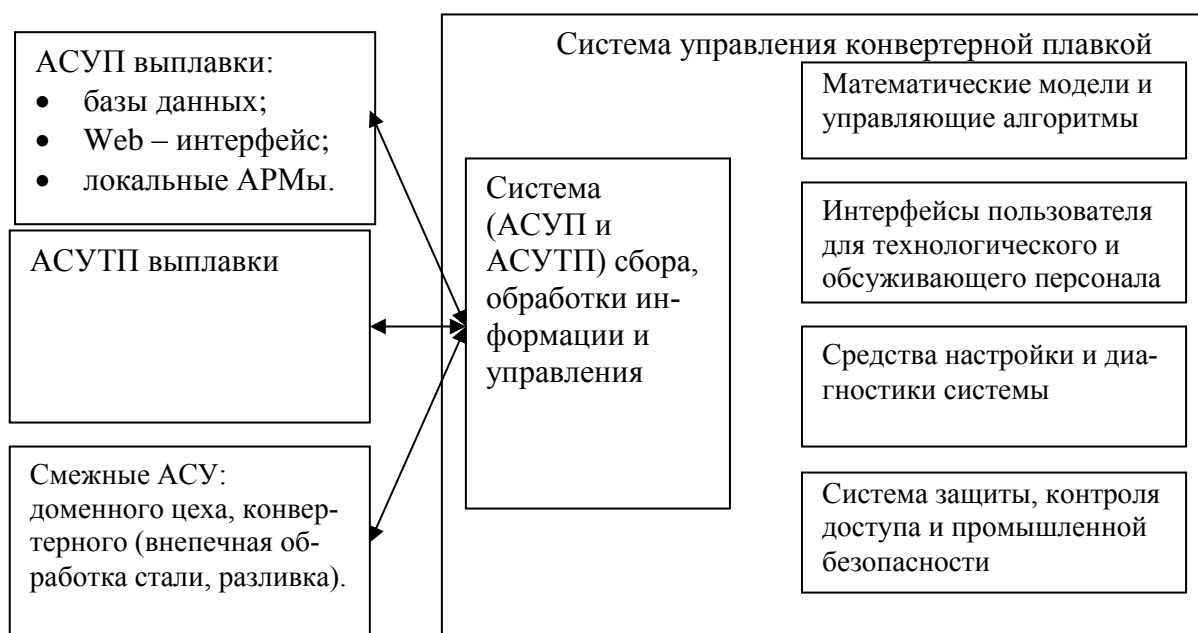 АСУП выплавки:
• базы данных;
• Web – интерфейс;
• локальные АРМы.
АСУТП выплавки
Смежные АСУ:
доменного цеха, конвер-
терного (внепечная об-
работка стали, разливка).
Система управления конвертерной плавкой
Система
(АСУП и
АСУТП) сбора,
обработки ин-
формации и
управления
Математические модели и
управляющие алгоритмы
Интерфейсы пользователя
для технологического и
обсуживающего персонала
Средства настройки и диа-
гностики системы
Система защиты, контроля
доступа и промышленной
безопасности